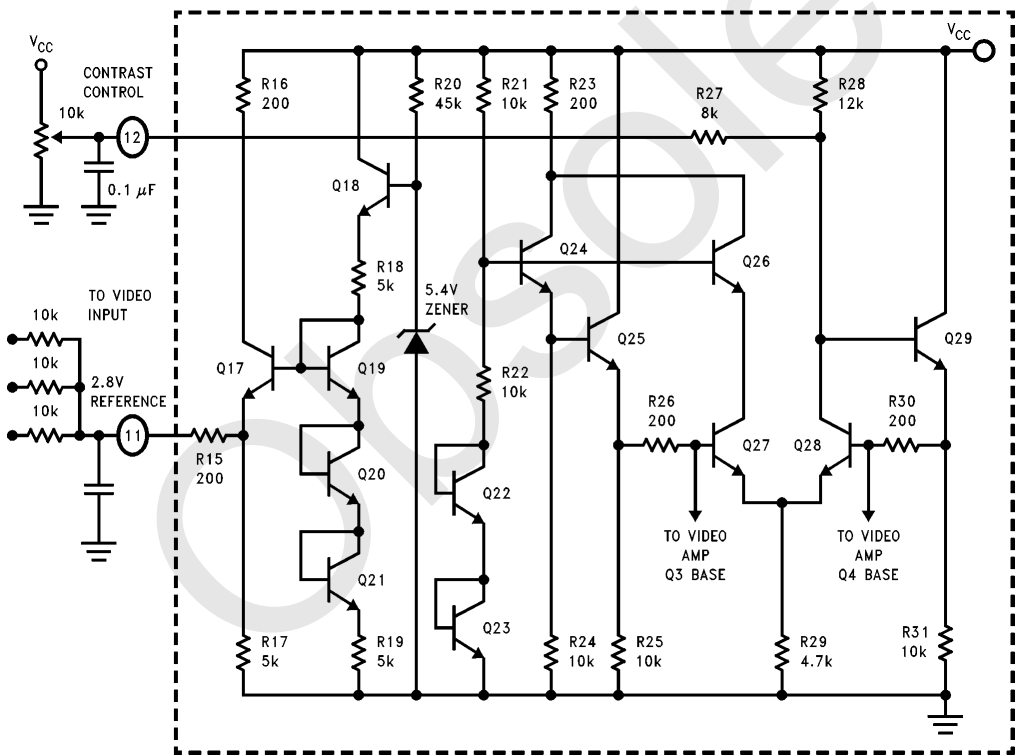 VCC
VCC
CONTRAST
CONTROL
10k
12
0.1 μF
R16
200
R20
45k
R21
10k
R23
200
R27
8k
R28
12k
Q18
Q24
Q26
R18
5k
5.4V
ZENER
TO VIDEO
INPUT
10k
10k
10k
2.8V
REFERENCE
11
R15
200
Q17
Q19
Q25
Q29
R22
10k
R26
200
R30
200
Q27
Q28
Q20
Q22
TO VIDEO
AMP
Q3 BASE
TO VIDEO
AMP
Q4 BASE
Q21
Q23
R17
5k
R19
5k
R24
10k
R25
10k
R29
4.7k
R31
10k
Obsole